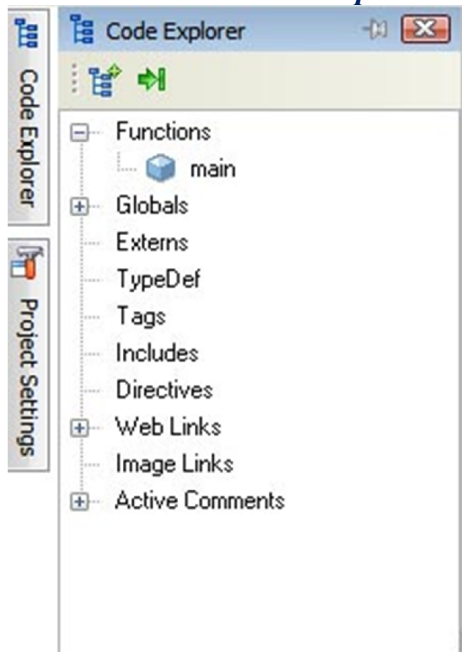 Code Explorer
Functions
main
Globals
Externs
TypeDef
Tags
Includes
Directives
Web Links
Image Links
Active Comments
Code Explorer
Project Settings